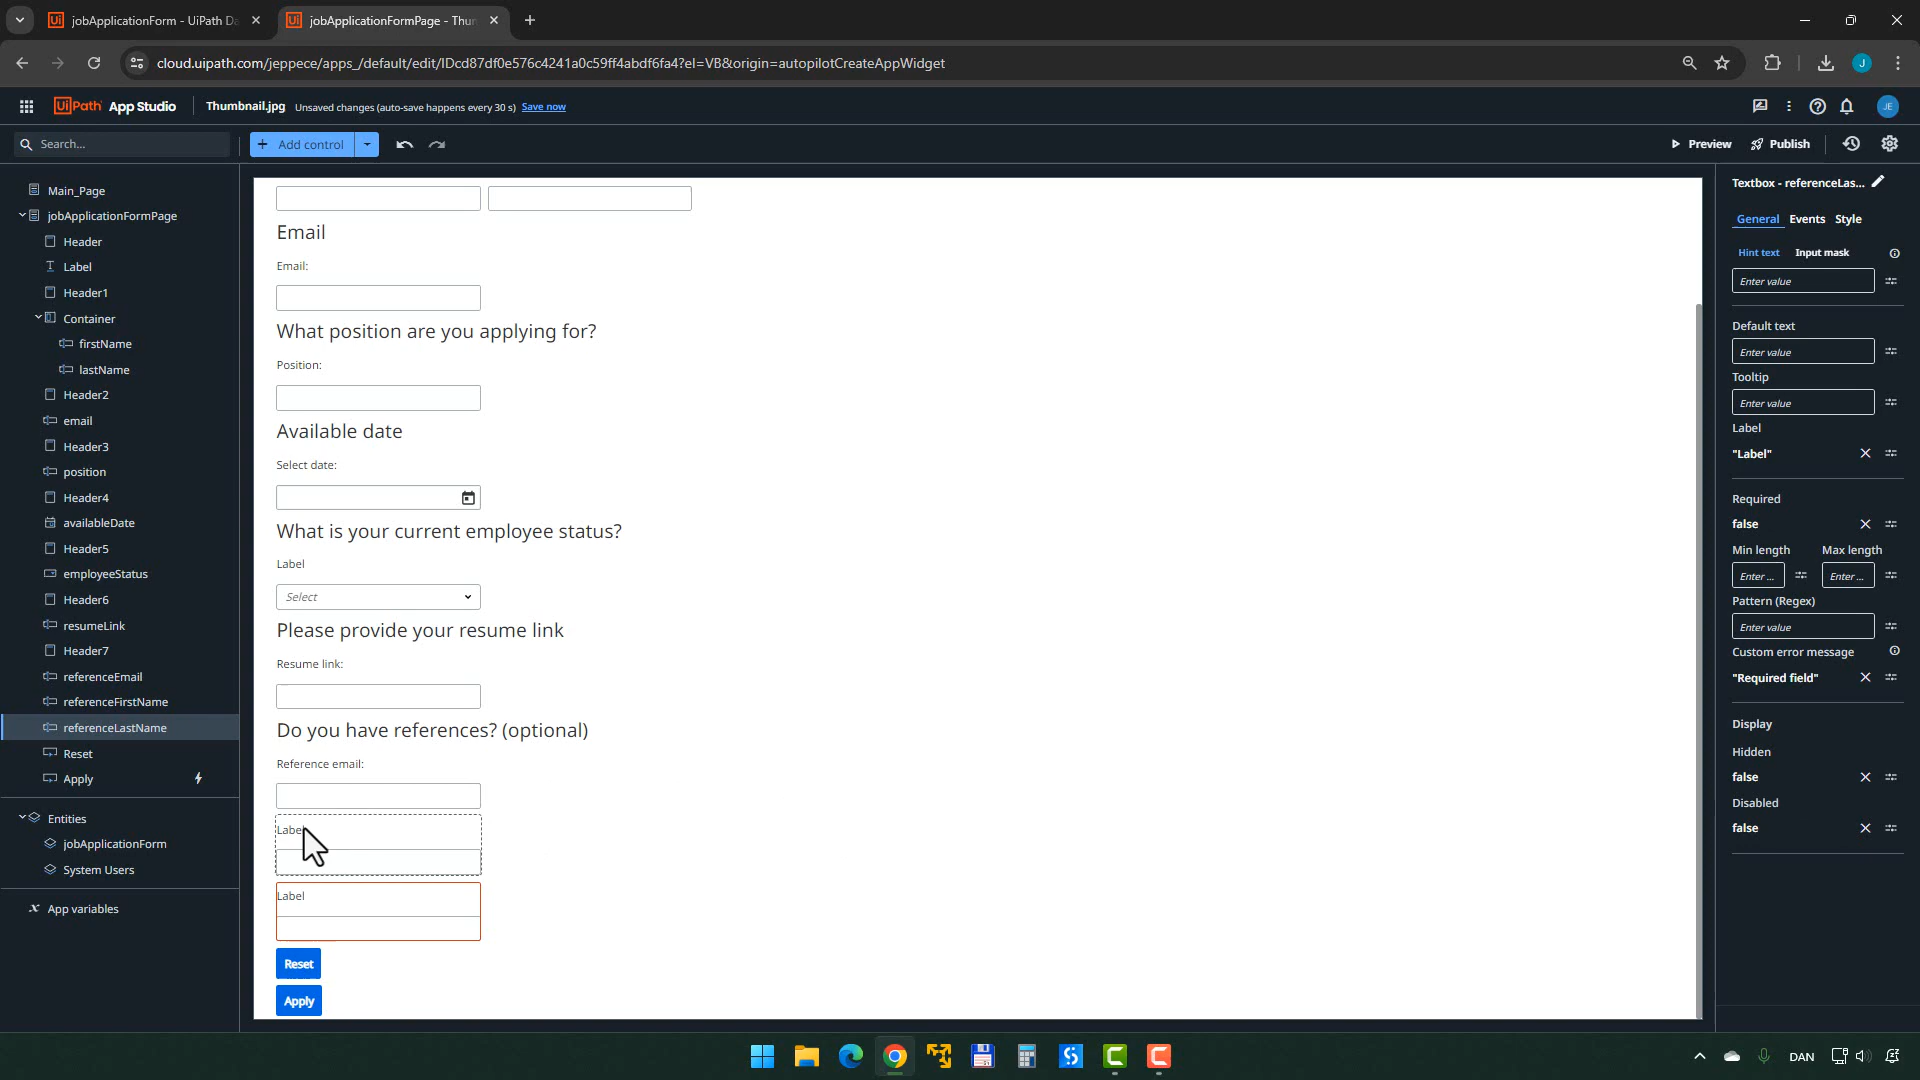 jobApplicationForm - UiPath Da
jobApplicationFormPage - Thun
cloud.uipath.com/jeppece/apps_/default/edit/IDcd87df0e576c4241a0c59ff4abdf6fa4?el=VB&origin=autopilotCreateAppWidget
J
UiPath App Studio
Thumbnail.jpg
Unsaved changes (auto-save happens every 30 s) Save now
JE
Search...
Add control
Preview
Publish
Main_Page
jobApplicationFormPage
Header
Label
Header1
Container
firstName
lastName
Header2
email
Header3
position
Header4
availableDate
Header5
employeeStatus
Header6
resumeLink
Header7
referenceEmail
referenceFirstName
referenceLastName
Reset
Apply
Entities
jobApplicationForm
System Users
App variables
Email
Email:
What position are you applying for?
Position:
Available date
Select date:
What is your current employee status?
Label
Select
Please provide your resume link
Resume link:
Do you have references? (optional)
Reference email:
Label
Label
Reset
Apply
Textbox - referenceLas...
General Events Style
Hint text Input mask
Enter value
Default text
Enter value
Tooltip
Enter value
Label
"Label"
Required
false
Min length Max length
Enter ... Enter ...
Pattern (Regex)
Enter value
Custom error message
"Required field"
Display
Hidden
false
Disabled
false
DAN